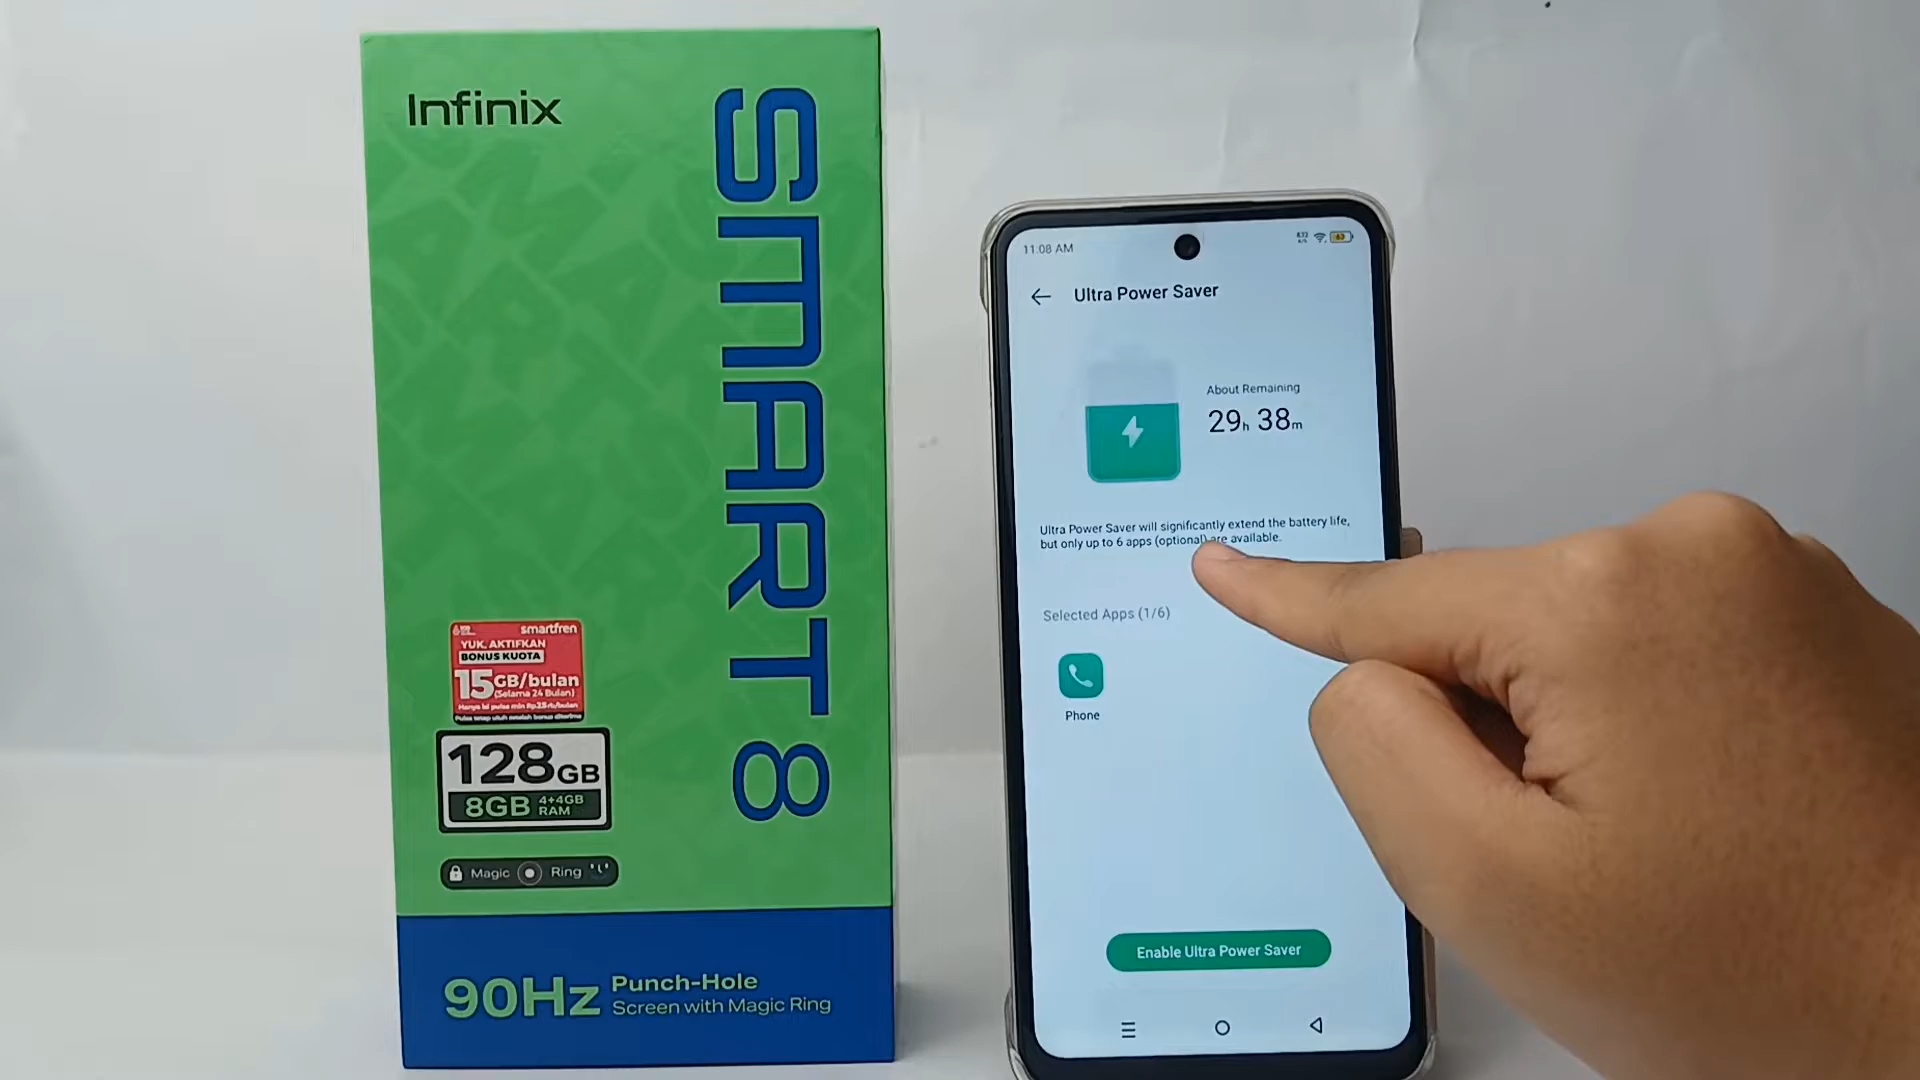 Infinix
SMART 8
smartfren
YUK, AKTIFKAN
BONUS KUOTA
15GB/bulan
(Selama 24 Bulan)
128GB
8GB 4+4GB
RAM
Magic Ring
90Hz Punch-Hole
Screen with Magic Ring
11:08 AM
63
Ultra Power Saver
About Remaining
29h 38m
Ultra Power Saver will significantly extend the battery life,
but only up to 6 apps (optional) are available.
Selected Apps (1/6)
Phone
Enable Ultra Power Saver